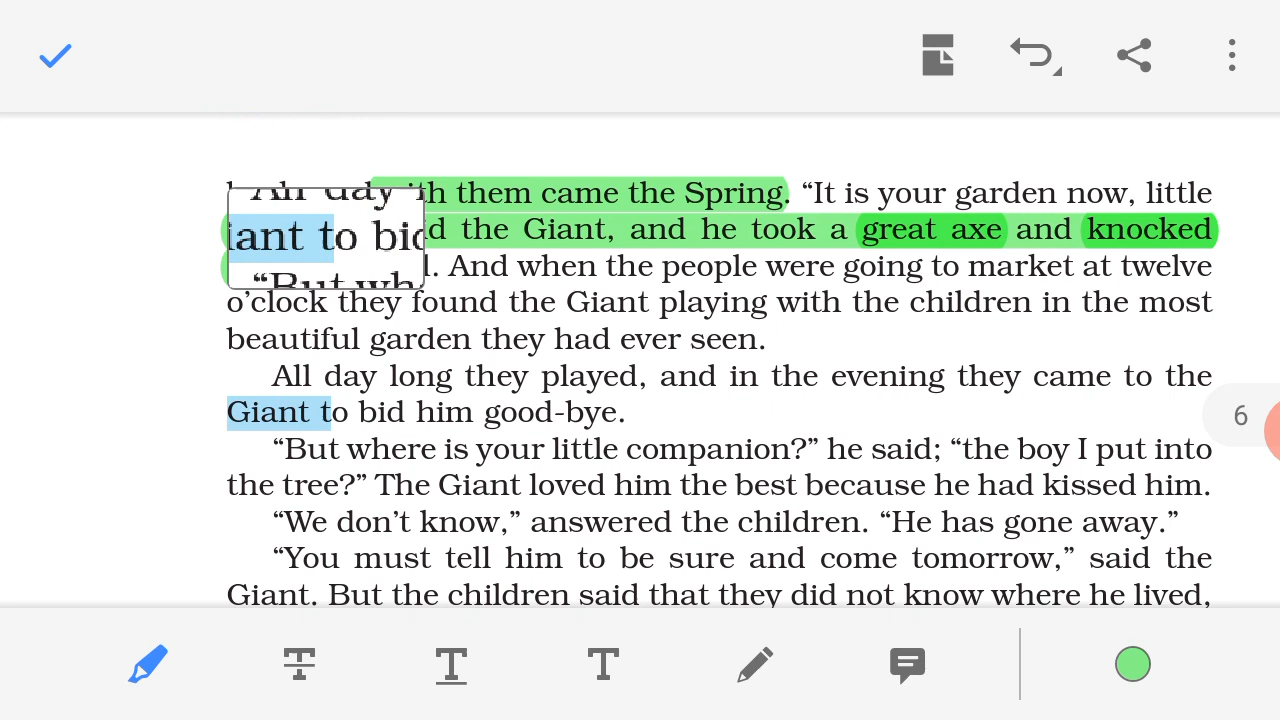 ith them came the Spring. “It is your garden now, little
d the Giant, and he took a great axe and knocked
. And when the people were going to market at twelve
o’clock they found the Giant playing with the children in the most
beautiful garden they had ever seen.
All day long they played, and in the evening they came to the
Giant to bid him good-bye.
“But where is your little companion?” he said; “the boy I put into
the tree?” The Giant loved him the best because he had kissed him.
“We don’t know,” answered the children. “He has gone away.”
“You must tell him to be sure and come tomorrow,” said the
Giant. But the children said that they did not know where he lived,
All day
iant to bid
“But wh
6